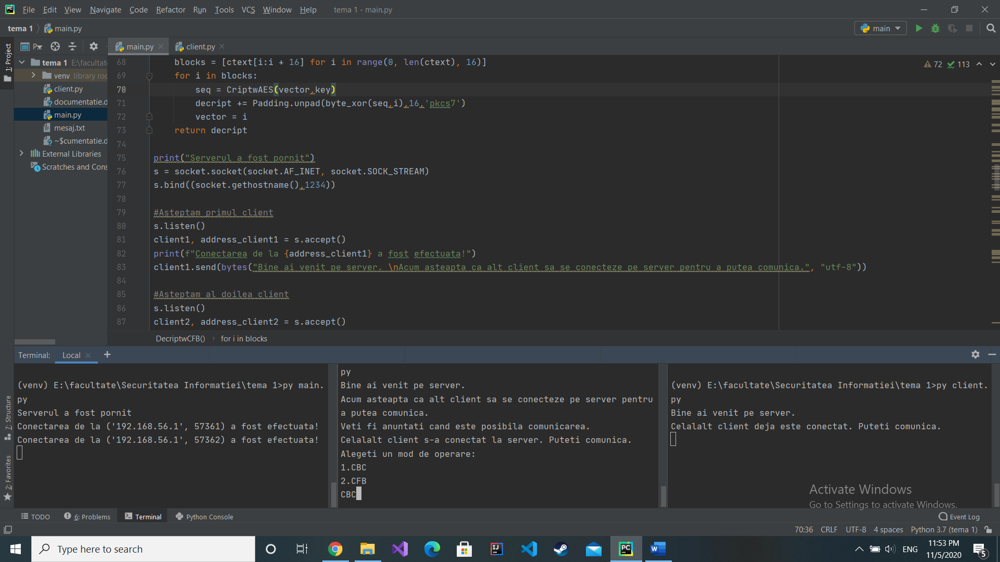 File Edit View Navigate Code Refactor Run Tools VCS Window Help tema 1 - main.py
tema 1 main.py
main
1: Project
P
main.py
client.py
tema 1 E:\facultate
venv library roo
client.py
documentatie.d
main.py
mesaj.txt
~$cumentatie.d
External Libraries
Scratches and Cons
72 113
68 blocks = [ctext[i:i + 16] for i in range(0, len(ctext), 16)]
69 for i in blocks:
70 seq = CriptwAES(vector,key)
71 decript += Padding.unpad(byte_xor(seq,i),16,'pkcs7')
72 vector = i
73 return decript
74
75 print("Serverul a fost pornit")
76 s = socket.socket(socket.AF_INET, socket.SOCK_STREAM)
77 s.bind((socket.gethostname(),1234))
78
79 #Asteptam primul client
80 s.listen()
81 client1, address_client1 = s.accept()
82 print(f"Conectarea de la {address_client1} a fost efectuata!")
83 client1.send(bytes("Bine ai venit pe server. \nAcum asteapta ca alt client sa se conecteze pe server pentru a putea comunica.", "utf-8"))
84
85 #Asteptam al doilea client
86 s.listen()
87 client2, address_client2 = s.accept()
DecriptwCFB() › for i in blocks
Terminal: Local
(venv) E:\facultate\Securitatea Informatiei\tema 1>py main.
py
Serverul a fost pornit
Conectarea de la ('192.168.56.1', 57361) a fost efectuata!
Conectarea de la ('192.168.56.1', 57362) a fost efectuata!
py
Bine ai venit pe server.
Acum asteapta ca alt client sa se conecteze pe server pentru
a putea comunica.
Veti fi anuntati cand este posibila comunicarea.
Celalalt client s-a conectat la server. Puteti comunica.
Alegeti un mod de operare:
1.CBC
2.CFB
CBC
(venv) E:\facultate\Securitatea Informatiei\tema 1>py client.
py
Bine ai venit pe server.
Celalalt client deja este conectat. Puteti comunica.
Activate Windows
Go to Settings to activate Windows.
7: Structure
2: Favorites
TODO 6: Problems Terminal Python Console Event Log
70:36 CRLF UTF-8 4 spaces Python 3.7 (tema 1)
Type here to search
ENG
11:53 PM
11/5/2020
5